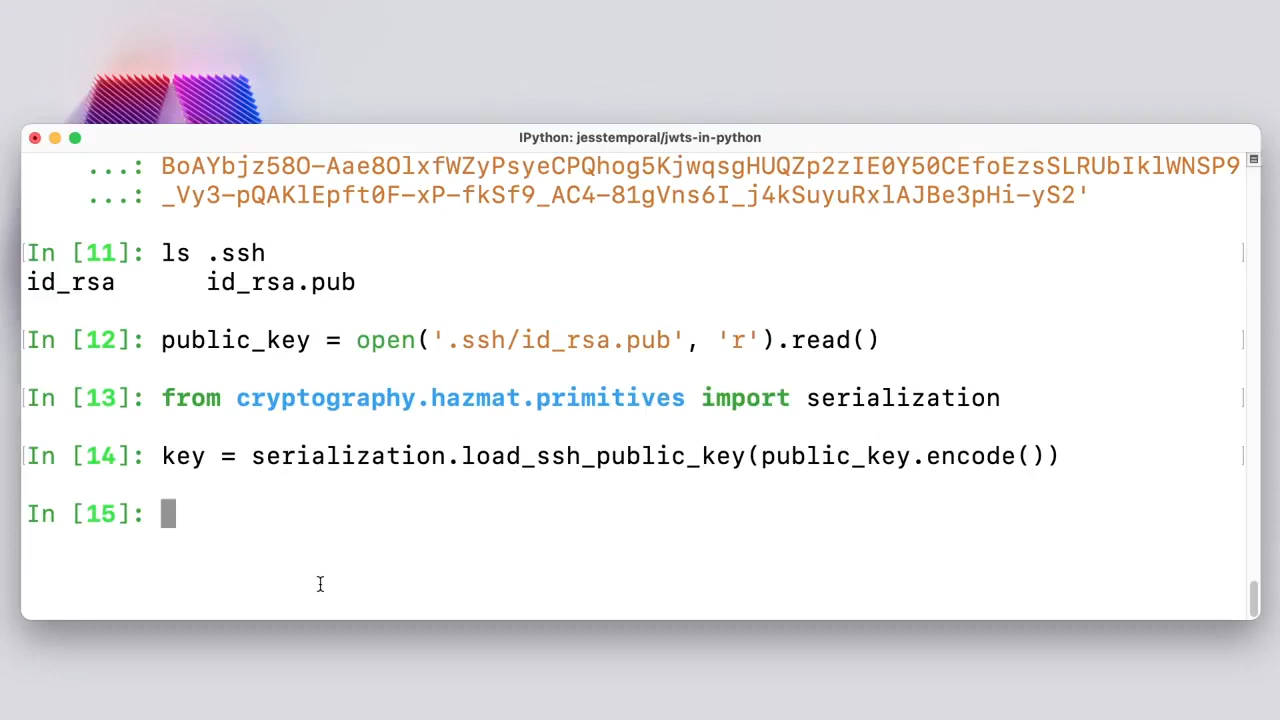 IPython: jesstemporal/jwts-in-python
...: BoAYbjz58O-Aae8OlxfWZyPsyeCPQhog5KjwqsgHUQZp2zIE0Y50CEfoEzsSLRUbIklWNSP9
...: _Vy3-pQAKlEpft0F-xP-fkSf9_AC4-81gVns6I_j4kSuyuRxlAJBe3pHi-yS2'
In [11]: ls .ssh
id_rsa      id_rsa.pub
In [12]: public_key = open('.ssh/id_rsa.pub', 'r').read()
In [13]: from cryptography.hazmat.primitives import serialization
In [14]: key = serialization.load_ssh_public_key(public_key.encode())
In [15]: